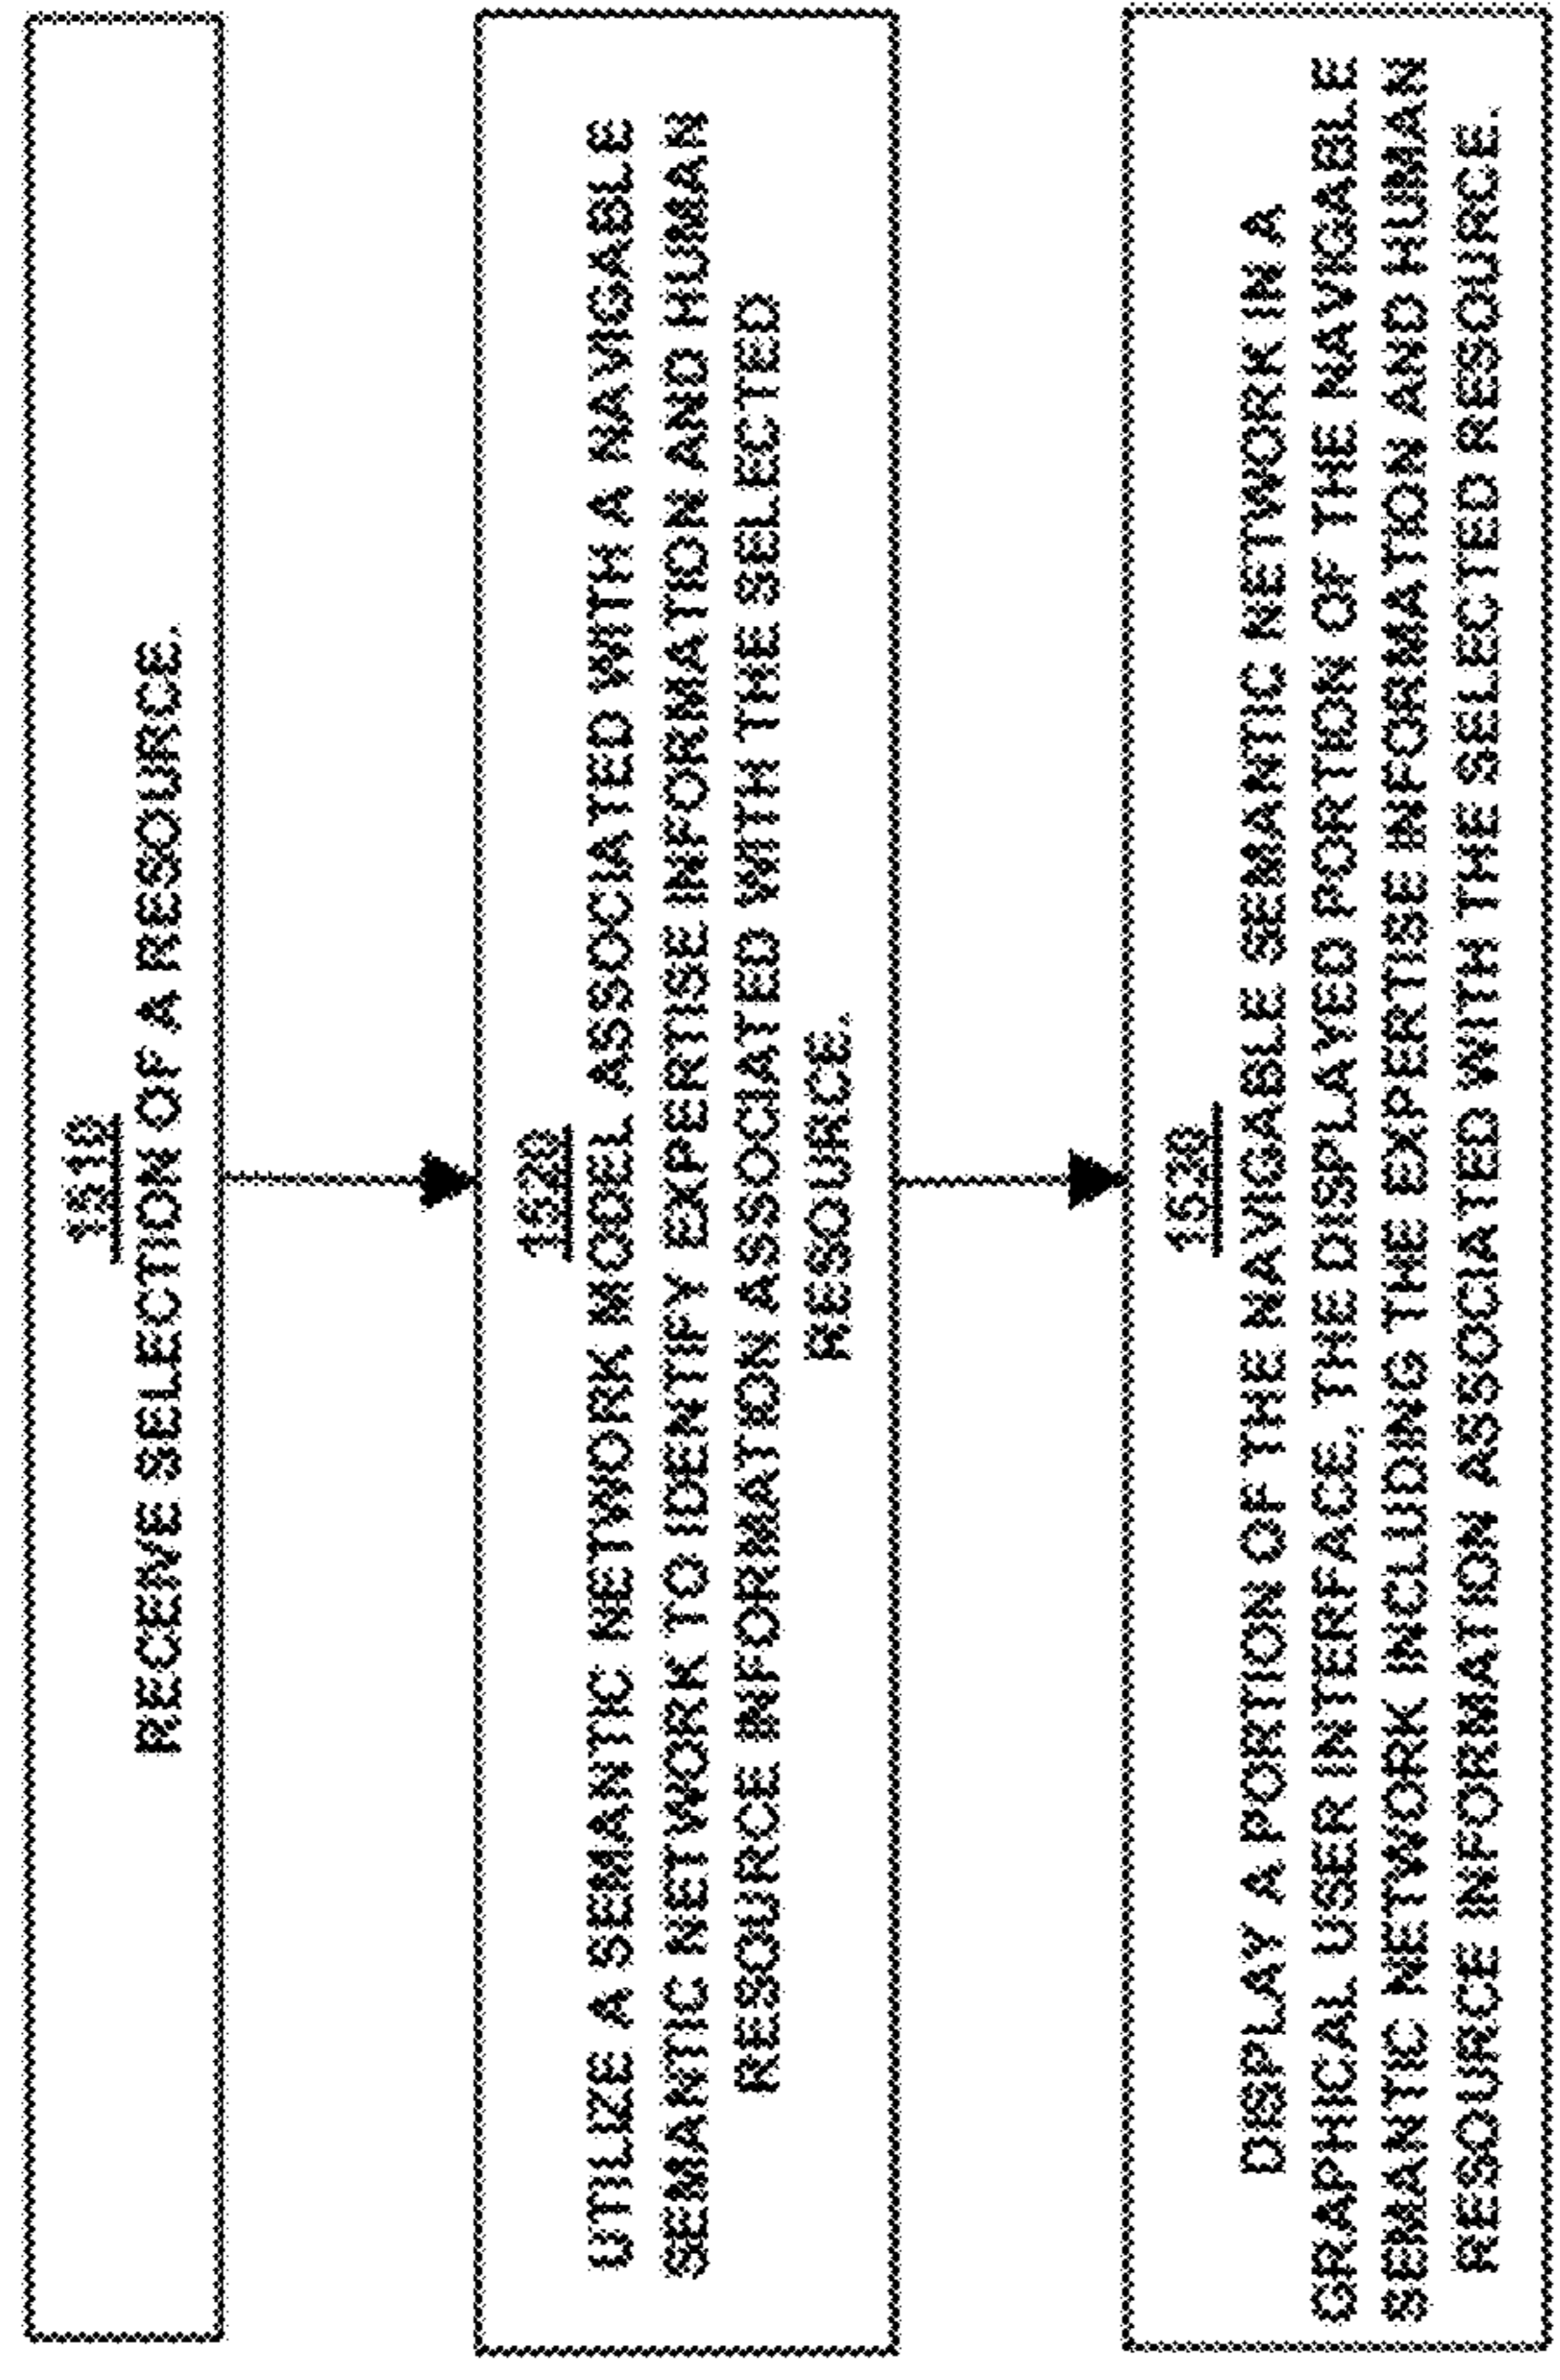 1510
RECEIVE SELECTION OF A RESOURCE.
1520
UTILIZE A SEMANTIC NETWORK MODEL ASSOCIATED WITH A NAVIGABLE
SEMANTIC NETWORK TO IDENTIFY EXPERTISE INFORMATION AND HUMAN
RESOURCE INFORMATION ASSOCIATED WITH THE SELECTED
RESOURCE.
1530
DISPLAY A PORTION OF THE NAVIGABLE SEMANTIC NETWORK IN A
GRAPHICAL USER INTERFACE, THE DISPLAYED PORTION OF THE NAVIGABLE
SEMANTIC NETWORK INCLUDING THE EXPERTISE INFORMATION AND HUMAN
RESOURCE INFORMATION ASSOCIATED WITH THE SELECTED RESOURCE.